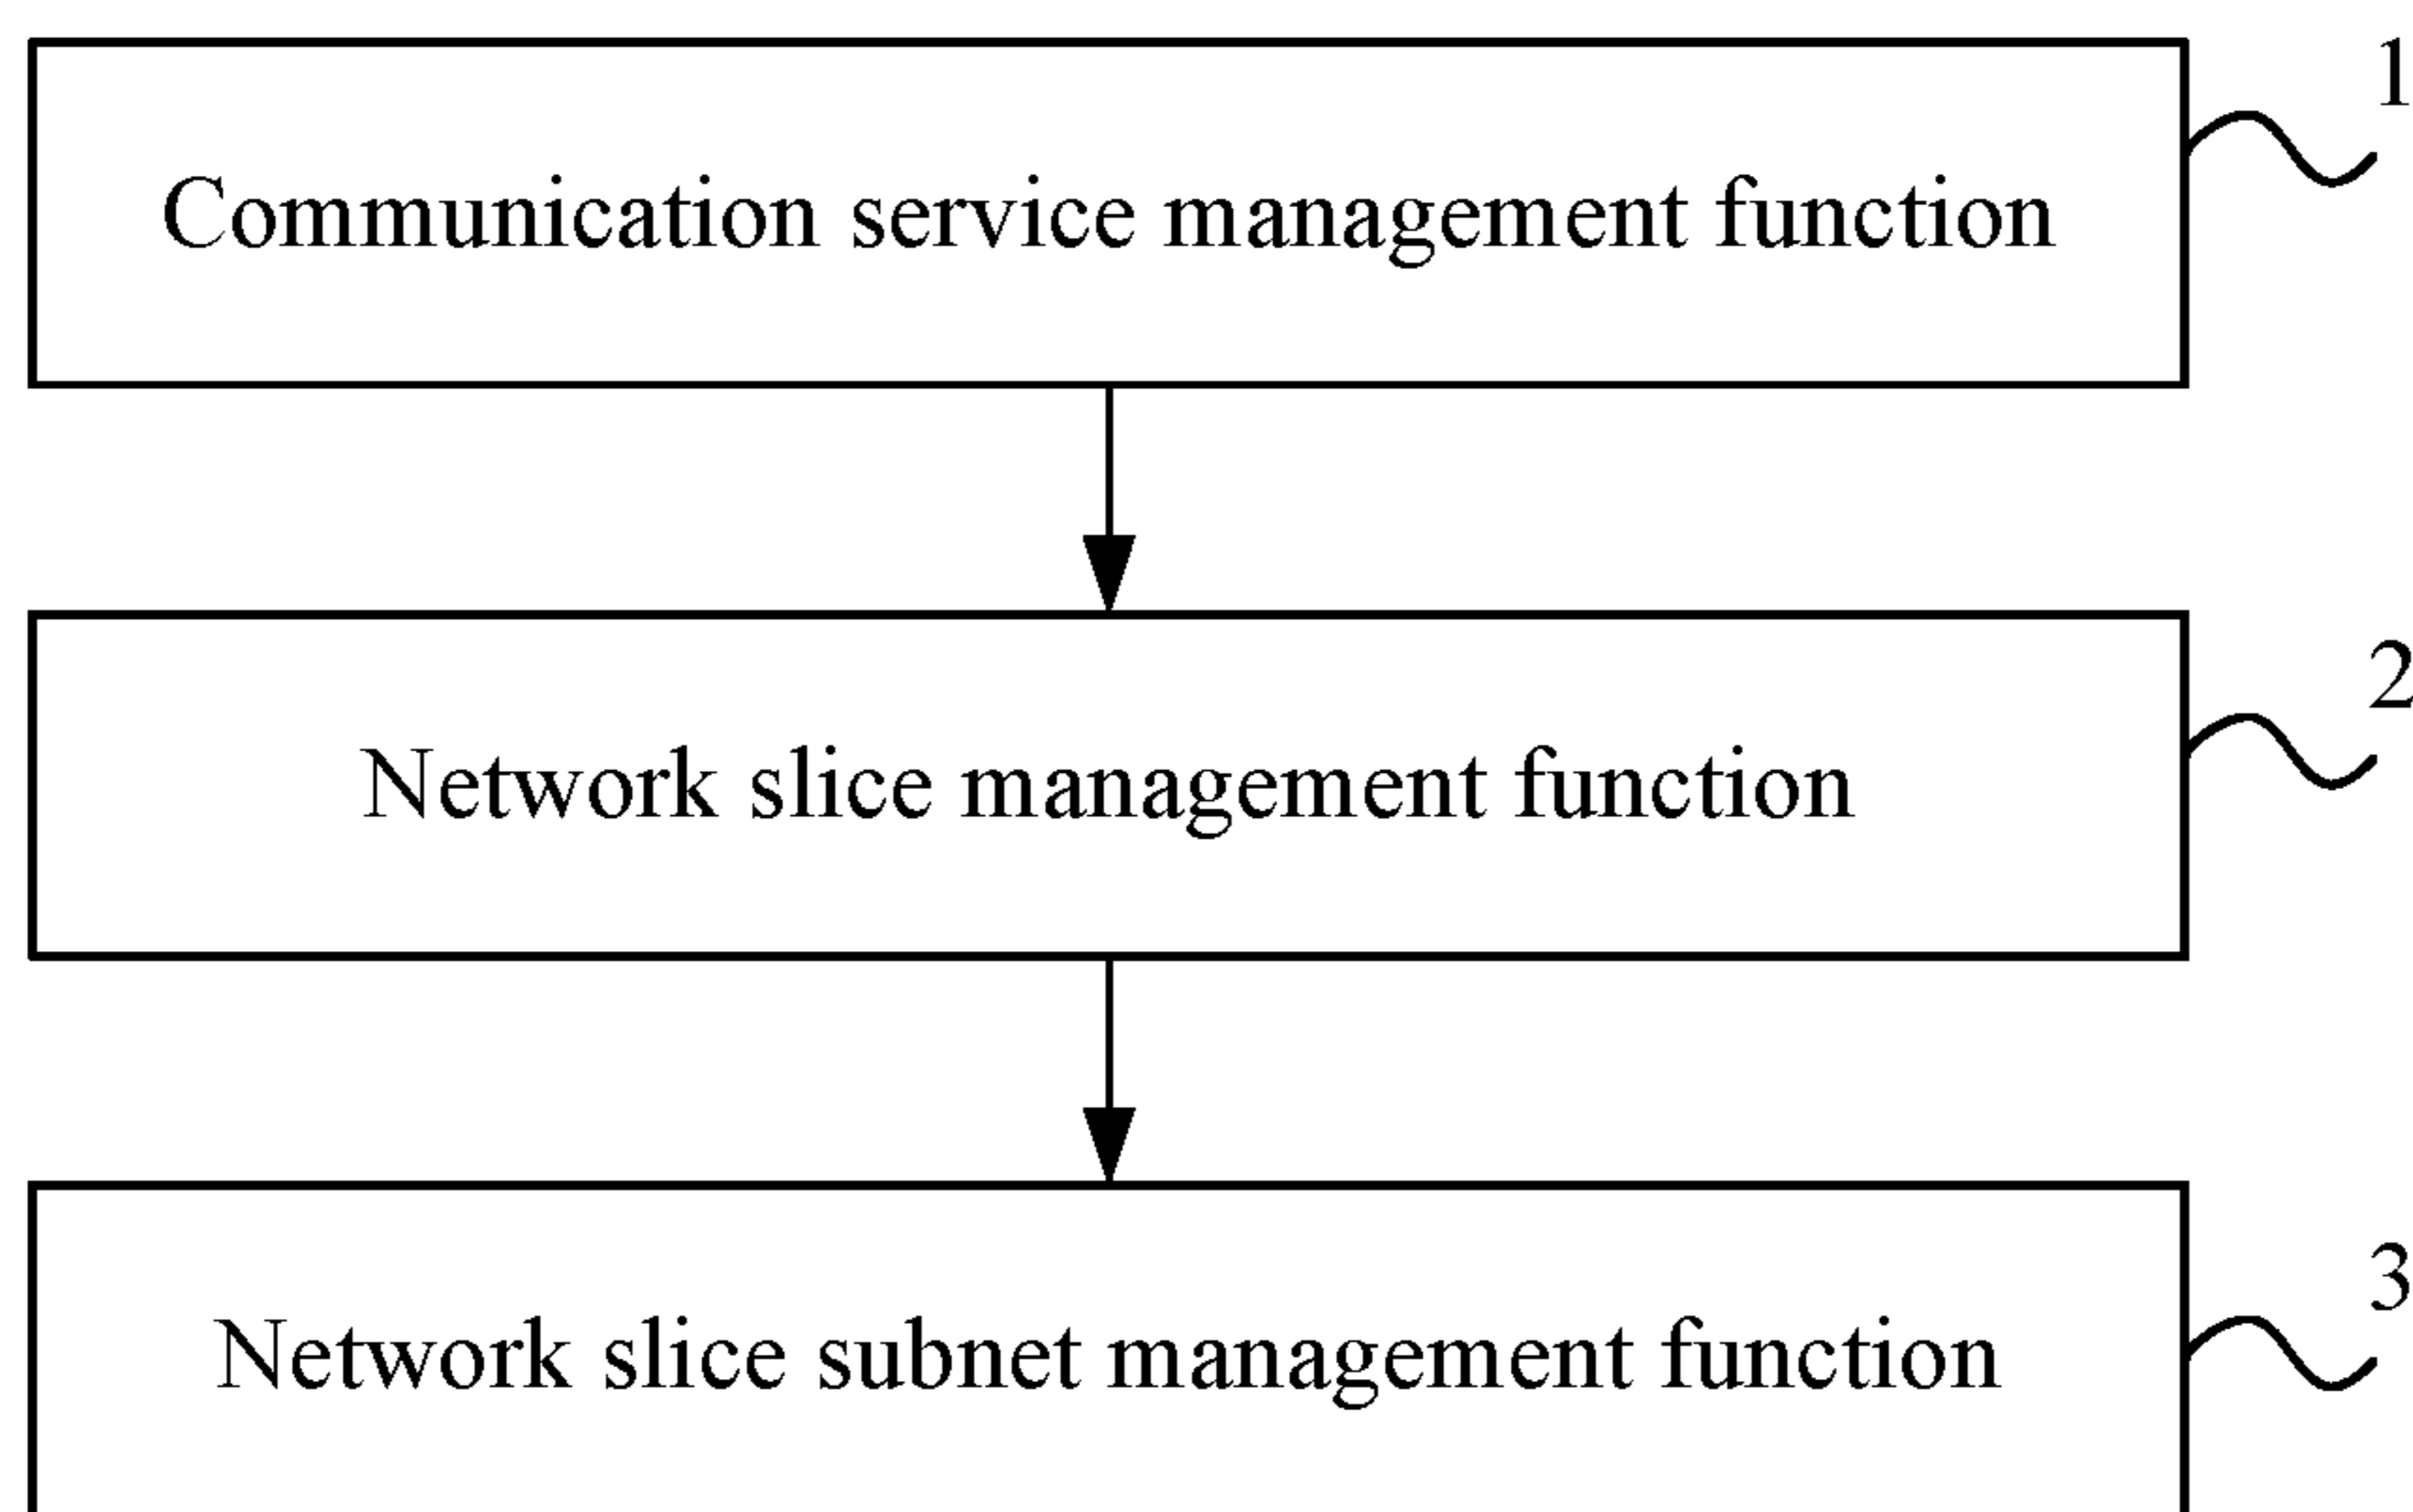 1
Communication service management function
2
Network slice management function
3
Network slice subnet management function